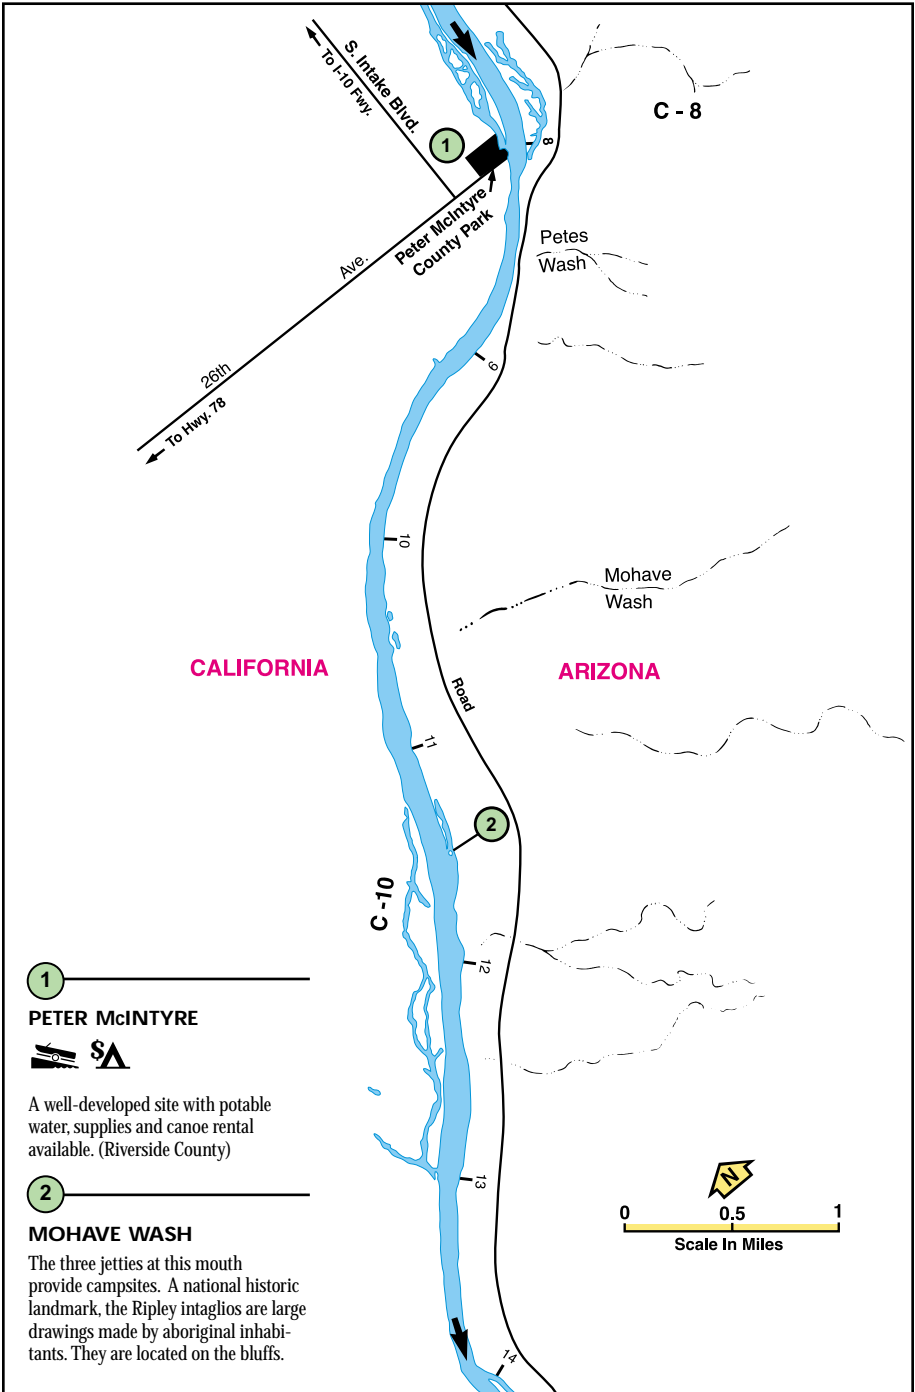 S. Intake Blvd.
To I-10 Fwy.
C - 8
1
8
Peter McIntyre
County Park
Petes
Wash
Ave.
26th
To Hwy. 78
9
10
Mohave
Wash
CALIFORNIA
ARIZONA
Road
11
2
C -10
12
1
PETER McINTYRE
$
A well-developed site with potable
water, supplies and canoe rental
available. (Riverside County)
13
2
MOHAVE WASH
The three jetties at this mouth
provide campsites. A national historic
landmark, the Ripley intaglios are large
drawings made by aboriginal inhabi-
tants. They are located on the bluffs.
N
0 0.5 1
Scale In Miles
14